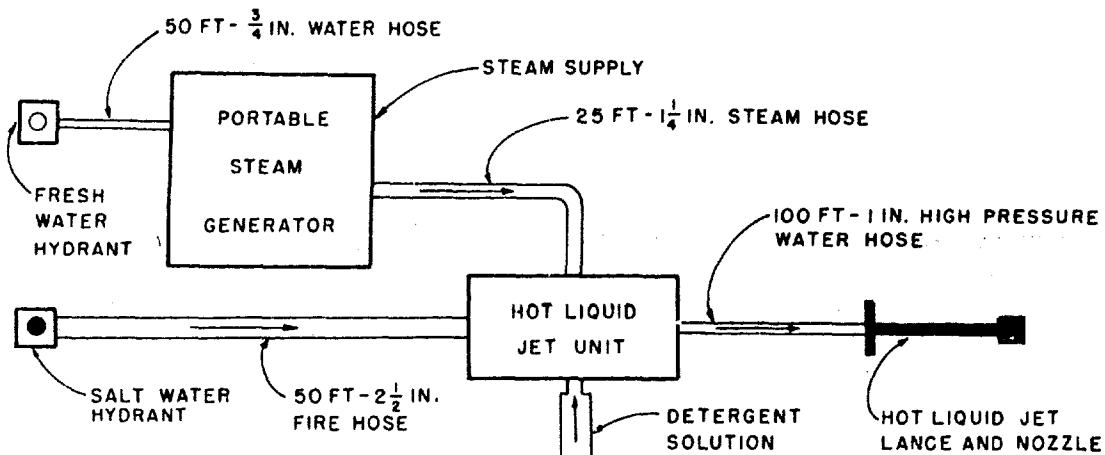 50 FT - 3/4 IN. WATER HOSE
STEAM SUPPLY
PORTABLE
STEAM
GENERATOR
25 FT - 1 1/4 IN. STEAM HOSE
FRESH
WATER
HYDRANT
100 FT - 1 IN. HIGH PRESSURE
WATER HOSE
HOT LIQUID
JET UNIT
SALT WATER
HYDRANT
50 FT - 2 1/2 IN.
FIRE HOSE
DETERGENT
SOLUTION
HOT LIQUID JET
LANCE AND NOZZLE